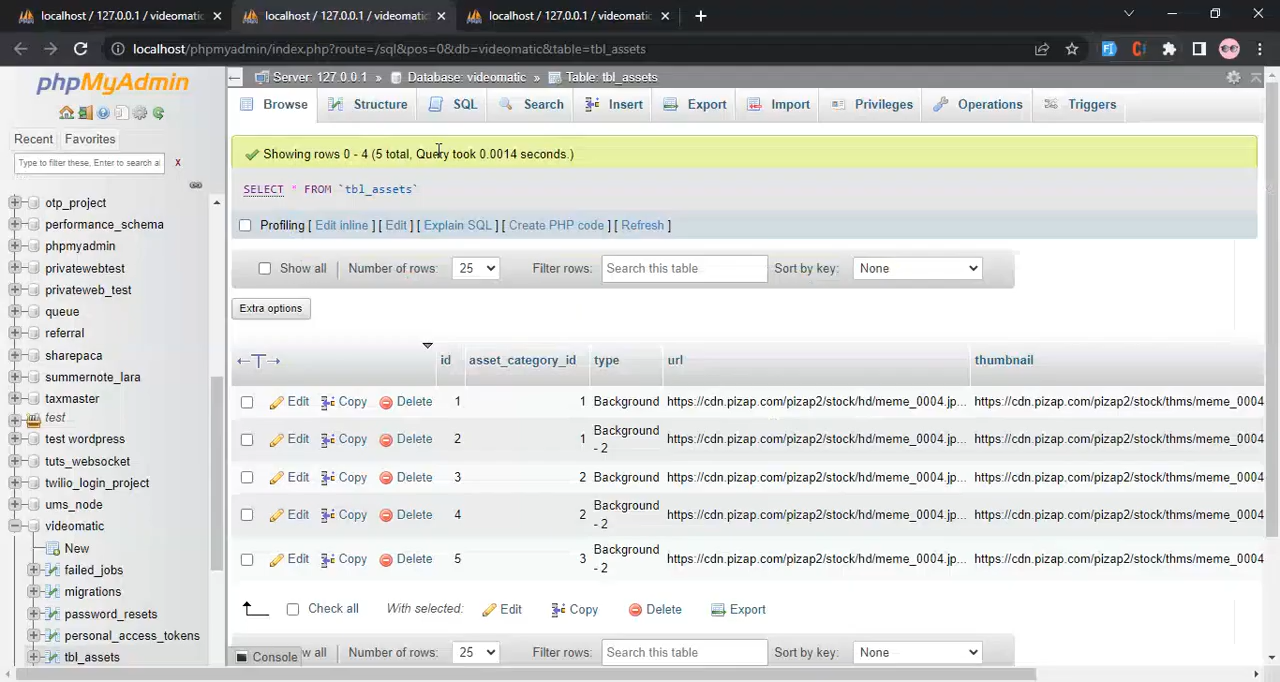 localhost / 127.0.0.1 / videomatic
localhost / 127.0.0.1 / videomatic
localhost / 127.0.0.1 / videomatic
localhost/phpmyadmin/index.php?route=/sql&pos=0&db=videomatic&table=tbl_assets
phpMyAdmin
Recent Favorites
Type to filter these, Enter to search al X
otp_project
performance_schema
phpmyadmin
privatewebtest
privateweb_test
queue
referral
sharepaca
summernote_lara
taxmaster
test
test wordpress
tuts_websocket
twilio_login_project
ums_node
videomatic
New
failed_jobs
migrations
password_resets
personal_access_tokens
tbl_assets
Server: 127.0.0.1 » Database: videomatic » Table: tbl_assets
Browse Structure SQL Search Insert Export Import Privileges Operations Triggers
Showing rows 0 - 4 (5 total, Query took 0.0014 seconds.)
SELECT * FROM `tbl_assets`
Profiling [ Edit inline ] [ Edit ] [ Explain SQL ] [ Create PHP code ] [ Refresh ]
Show all Number of rows: 25 Filter rows: Search this table Sort by key: None
Extra options
←T→ id asset_category_id type url thumbnail
Edit Copy Delete 1 1 Background https://cdn.pizap.com/pizap2/stock/hd/meme_0004.jp... https://cdn.pizap.com/pizap2/stock/thms/meme_0004
Edit Copy Delete 2 1 Background - 2 https://cdn.pizap.com/pizap2/stock/hd/meme_0004.jp... https://cdn.pizap.com/pizap2/stock/thms/meme_0004
Edit Copy Delete 3 2 Background https://cdn.pizap.com/pizap2/stock/hd/meme_0004.jp... https://cdn.pizap.com/pizap2/stock/thms/meme_0004
Edit Copy Delete 4 2 Background - 2 https://cdn.pizap.com/pizap2/stock/hd/meme_0004.jp... https://cdn.pizap.com/pizap2/stock/thms/meme_0004
Edit Copy Delete 5 3 Background - 2 https://cdn.pizap.com/pizap2/stock/hd/meme_0004.jp... https://cdn.pizap.com/pizap2/stock/thms/meme_0004
Check all With selected: Edit Copy Delete Export
Console
w all Number of rows: 25 Filter rows: Search this table Sort by key: None